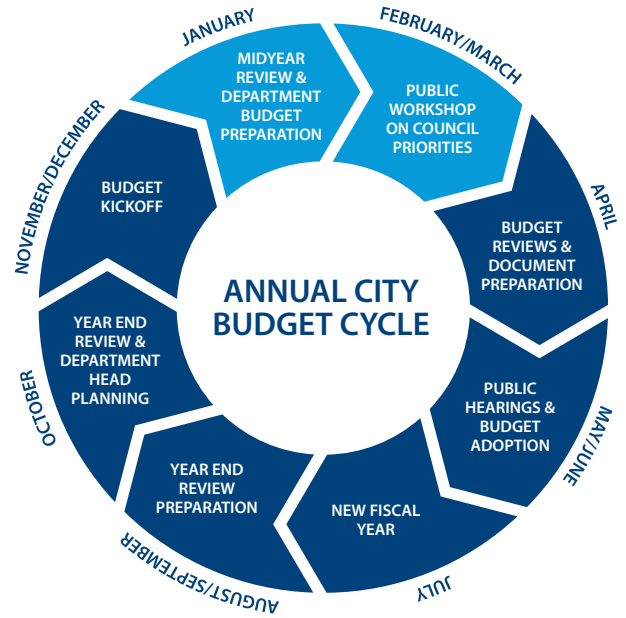 JANUARY
MIDYEAR
REVIEW &
DEPARTMENT
BUDGET
PREPARATION
FEBRUARY/MARCH
PUBLIC
WORKSHOP
ON COUNCIL
PRIORITIES
APRIL
BUDGET
REVIEWS &
DOCUMENT
PREPARATION
MAY/JUNE
PUBLIC
HEARINGS &
BUDGET
ADOPTION
JULY
NEW FISCAL
YEAR
AUGUST/SEPTEMBER
YEAR END
REVIEW
PREPARATION
OCTOBER
YEAR END
REVIEW &
DEPARTMENT
HEAD
PLANNING
NOVEMBER/DECEMBER
BUDGET
KICKOFF
ANNUAL CITY
BUDGET CYCLE